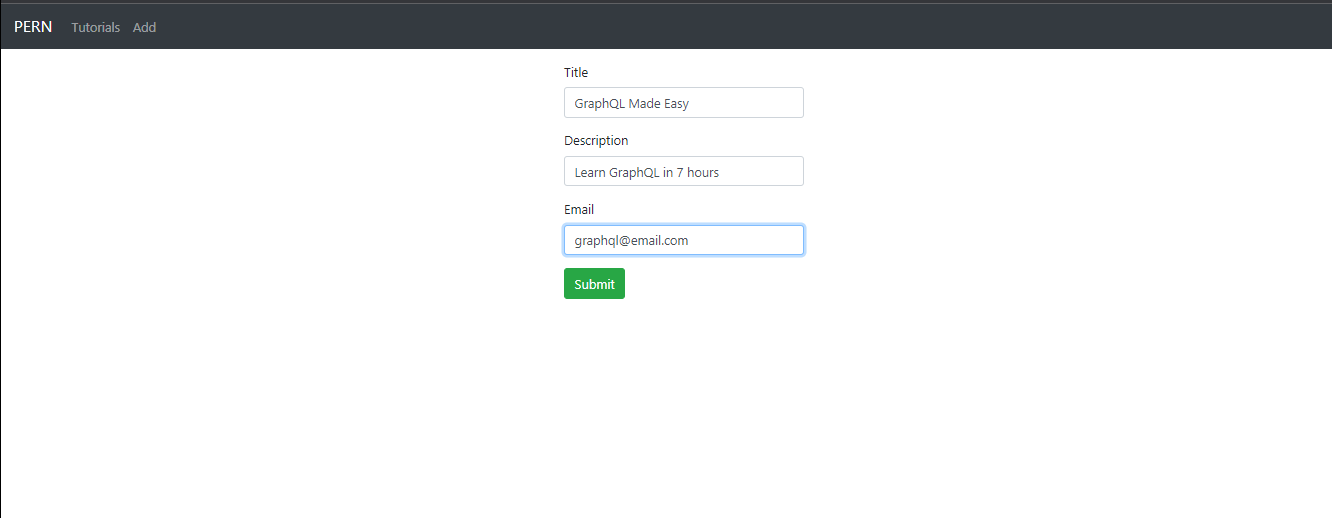 PERN Tutorials Add
Title
GraphQL Made Easy
Description
Learn GraphQL in 7 hours
Email
graphql@email.com
Submit